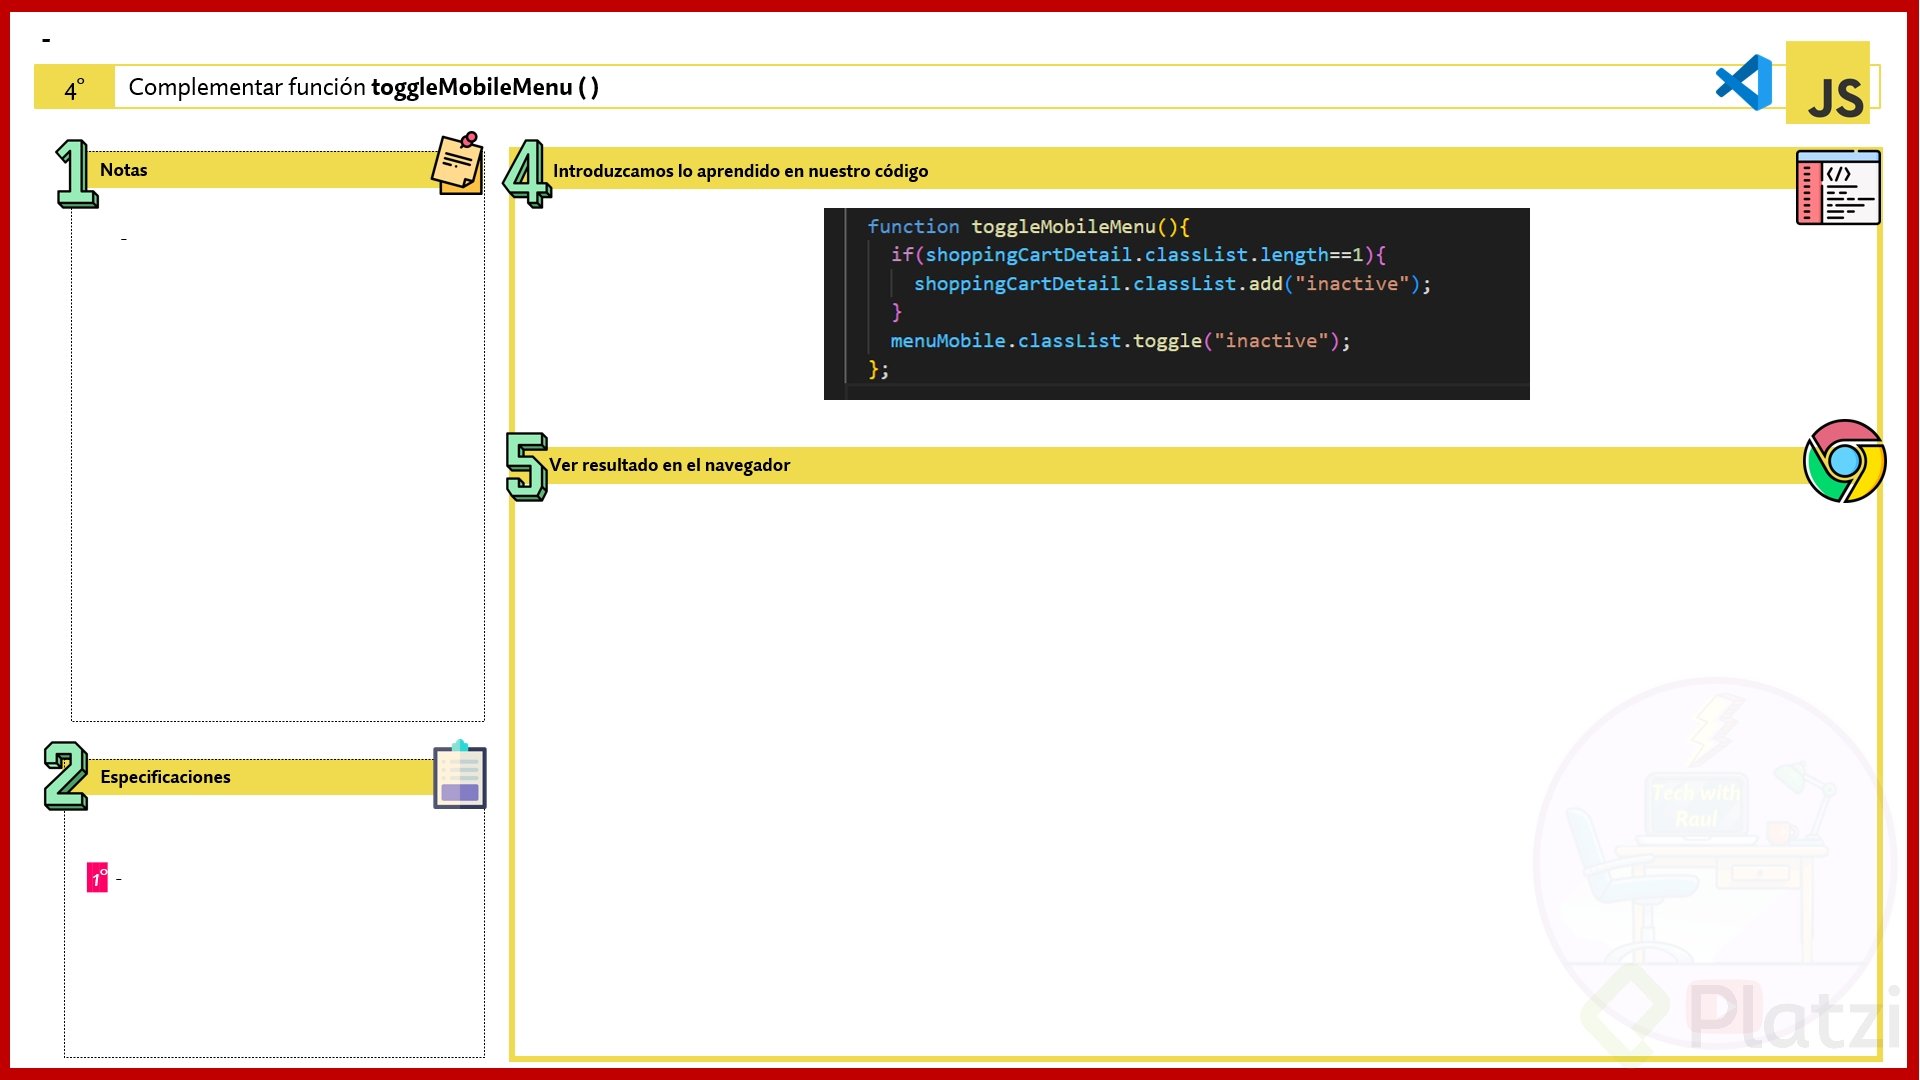 -
4°
Complementar función toggleMobileMenu ( )
JS
1
Notas
-
2
Especificaciones
1° -
4
Introduzcamos lo aprendido en nuestro código
</>
function toggleMobileMenu(){
if(shoppingCartDetail.classList.length==1){
shoppingCartDetail.classList.add("inactive");
}
menuMobile.classList.toggle("inactive");
};
5
Ver resultado en el navegador
Tech with
Raul
Platzi